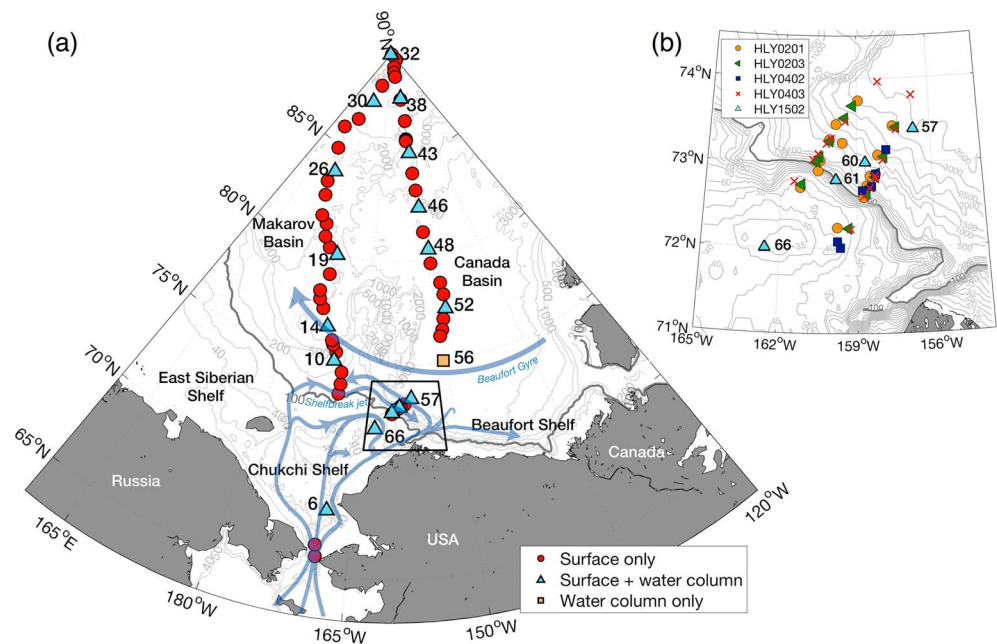 (a)
90°N
32
30
38
85°N
43
26
46
80°N
Makarov
Basin
48
19
Canada
Basin
75°N
52
14
10
56
Beaufort Gyre
70°N
East Siberian
Shelf
100
Shelfbreak jet
57
66
Beaufort Shelf
Chukchi Shelf
65°N
Canada
Russia
6
120°W
165°E
USA
180°W
165°W
150°W
Surface only
Surface + water column
Water column only
(b)
HLY0201
HLY0203
HLY0402
HLY0403
HLY1502
74°N
57
73°N
60
61
66
72°N
71°N
165°W
162°W
159°W
156°W